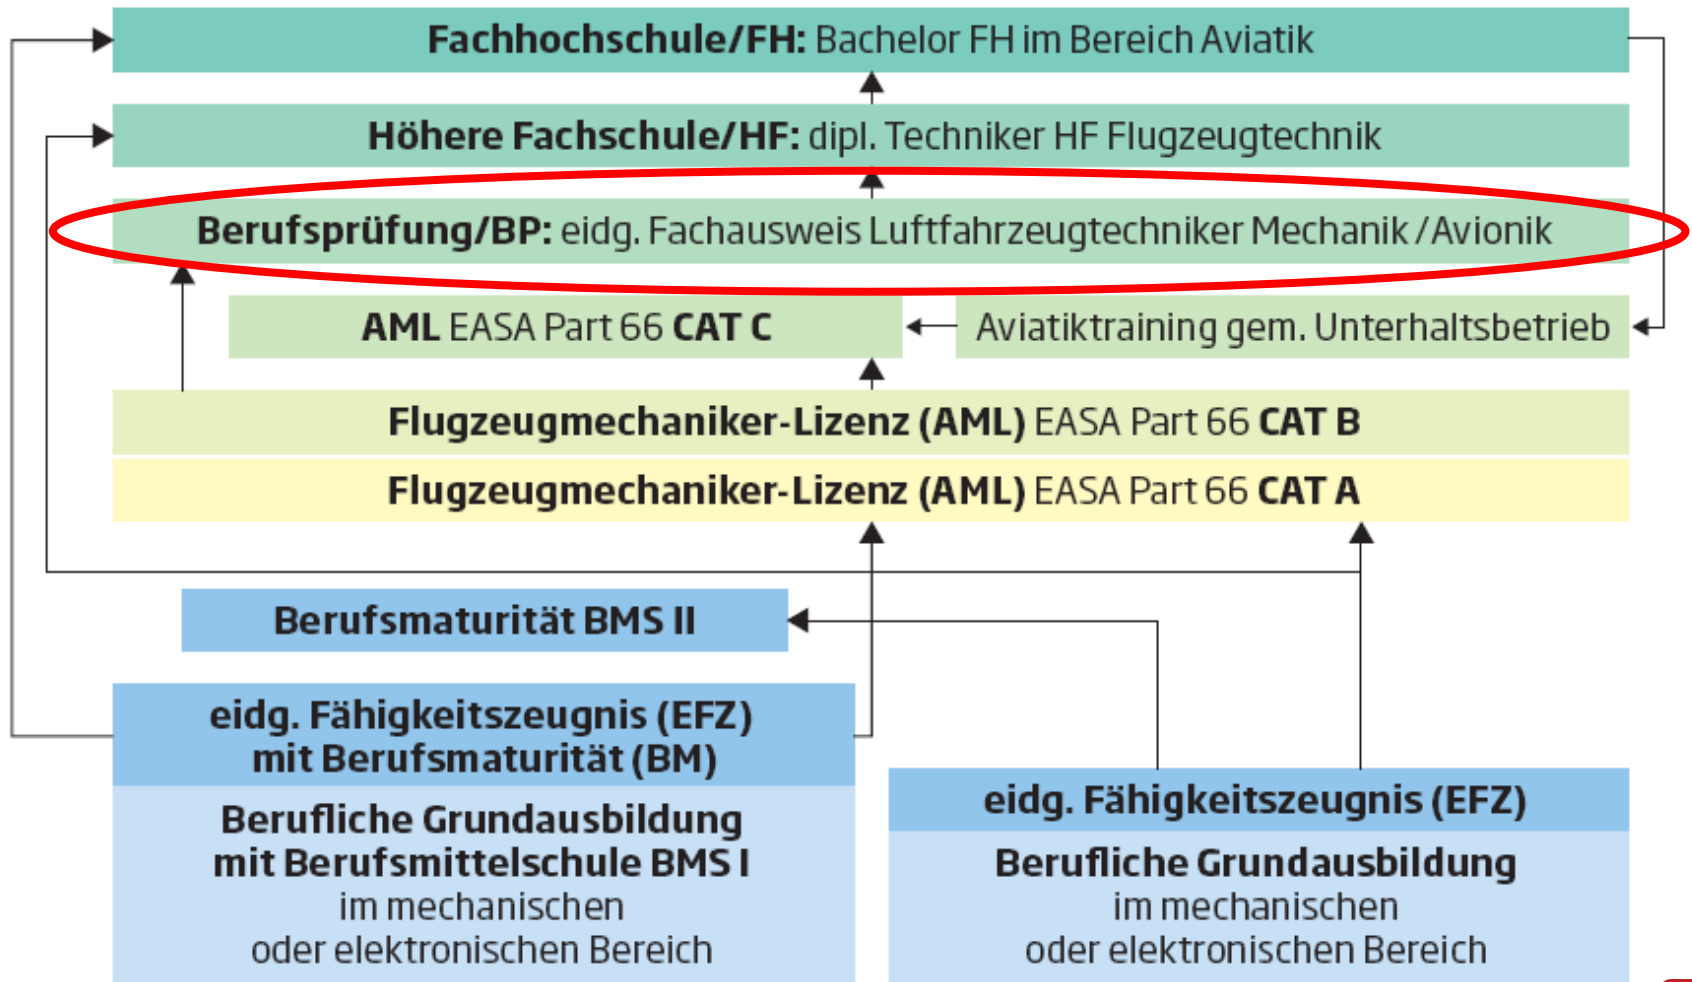 Fachhochschule/FH: Bachelor FH im Bereich Aviatik
Höhere Fachschule/HF: dipl. Techniker HF Flugzeugtechnik
Berufsprüfung/BP: eidg. Fachausweis Luftfahrzeugtechniker Mechanik /Avionik
AML EASA Part 66 CAT C
Aviatiktraining gem. Unterhaltsbetrieb
Flugzeugmechaniker-Lizenz (AML) EASA Part 66 CAT B
Flugzeugmechaniker-Lizenz (AML) EASA Part 66 CAT A
Berufsmaturität BMS II
eidg. Fähigkeitszeugnis (EFZ)
mit Berufsmaturität (BM)
Berufliche Grundausbildung
mit Berufsmittelschule BMS I
im mechanischen
oder elektronischen Bereich
eidg. Fähigkeitszeugnis (EFZ)
Berufliche Grundausbildung
im mechanischen
oder elektronischen Bereich